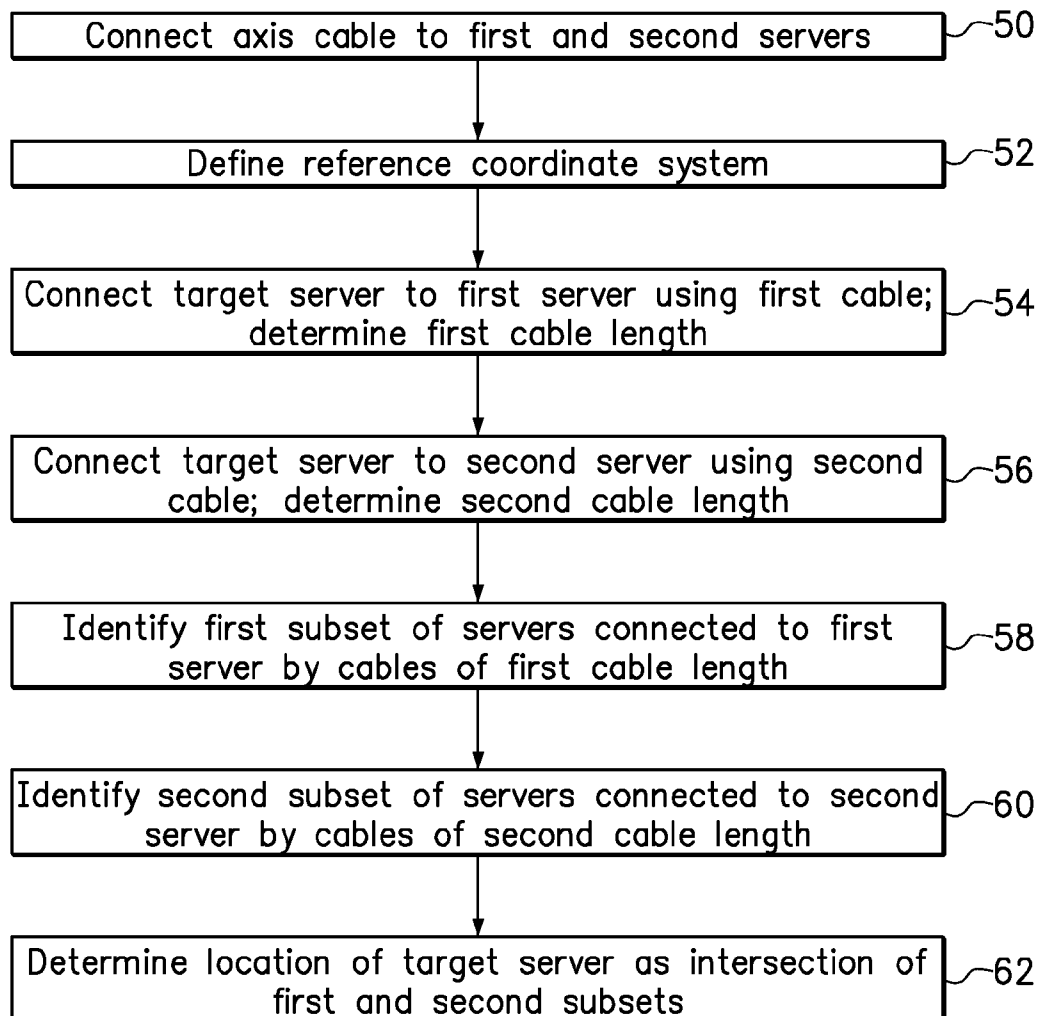 Connect axis cable to first and second servers
50
Define reference coordinate system
52
Connect target server to first server using first cable;
determine first cable length
54
Connect target server to second server using second
cable; determine second cable length
56
Identify first subset of servers connected to first
server by cables of first cable length
58
Identify second subset of servers connected to second
server by cables of second cable length
60
Determine location of target server as intersection of
first and second subsets
62